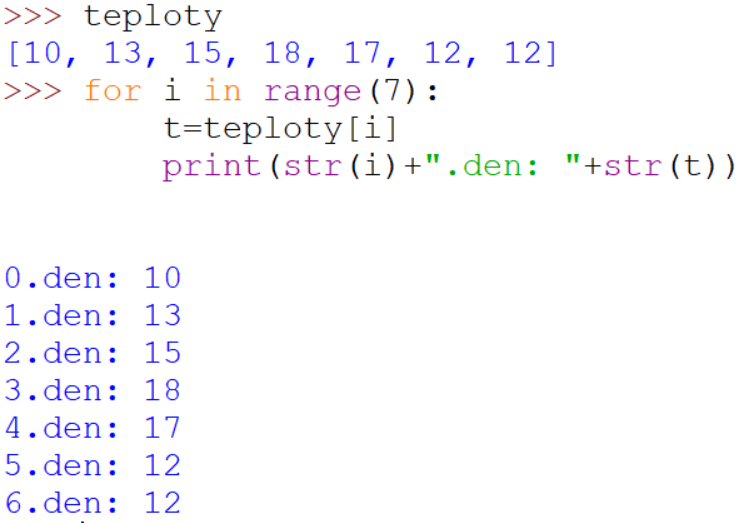 >>> teploty
[10, 13, 15, 18, 17, 12, 12]
>>> for i in range(7):
        t=teploty[i]
        print(str(i)+".den: "+str(t))
0.den: 10
1.den: 13
2.den: 15
3.den: 18
4.den: 17
5.den: 12
6.den: 12